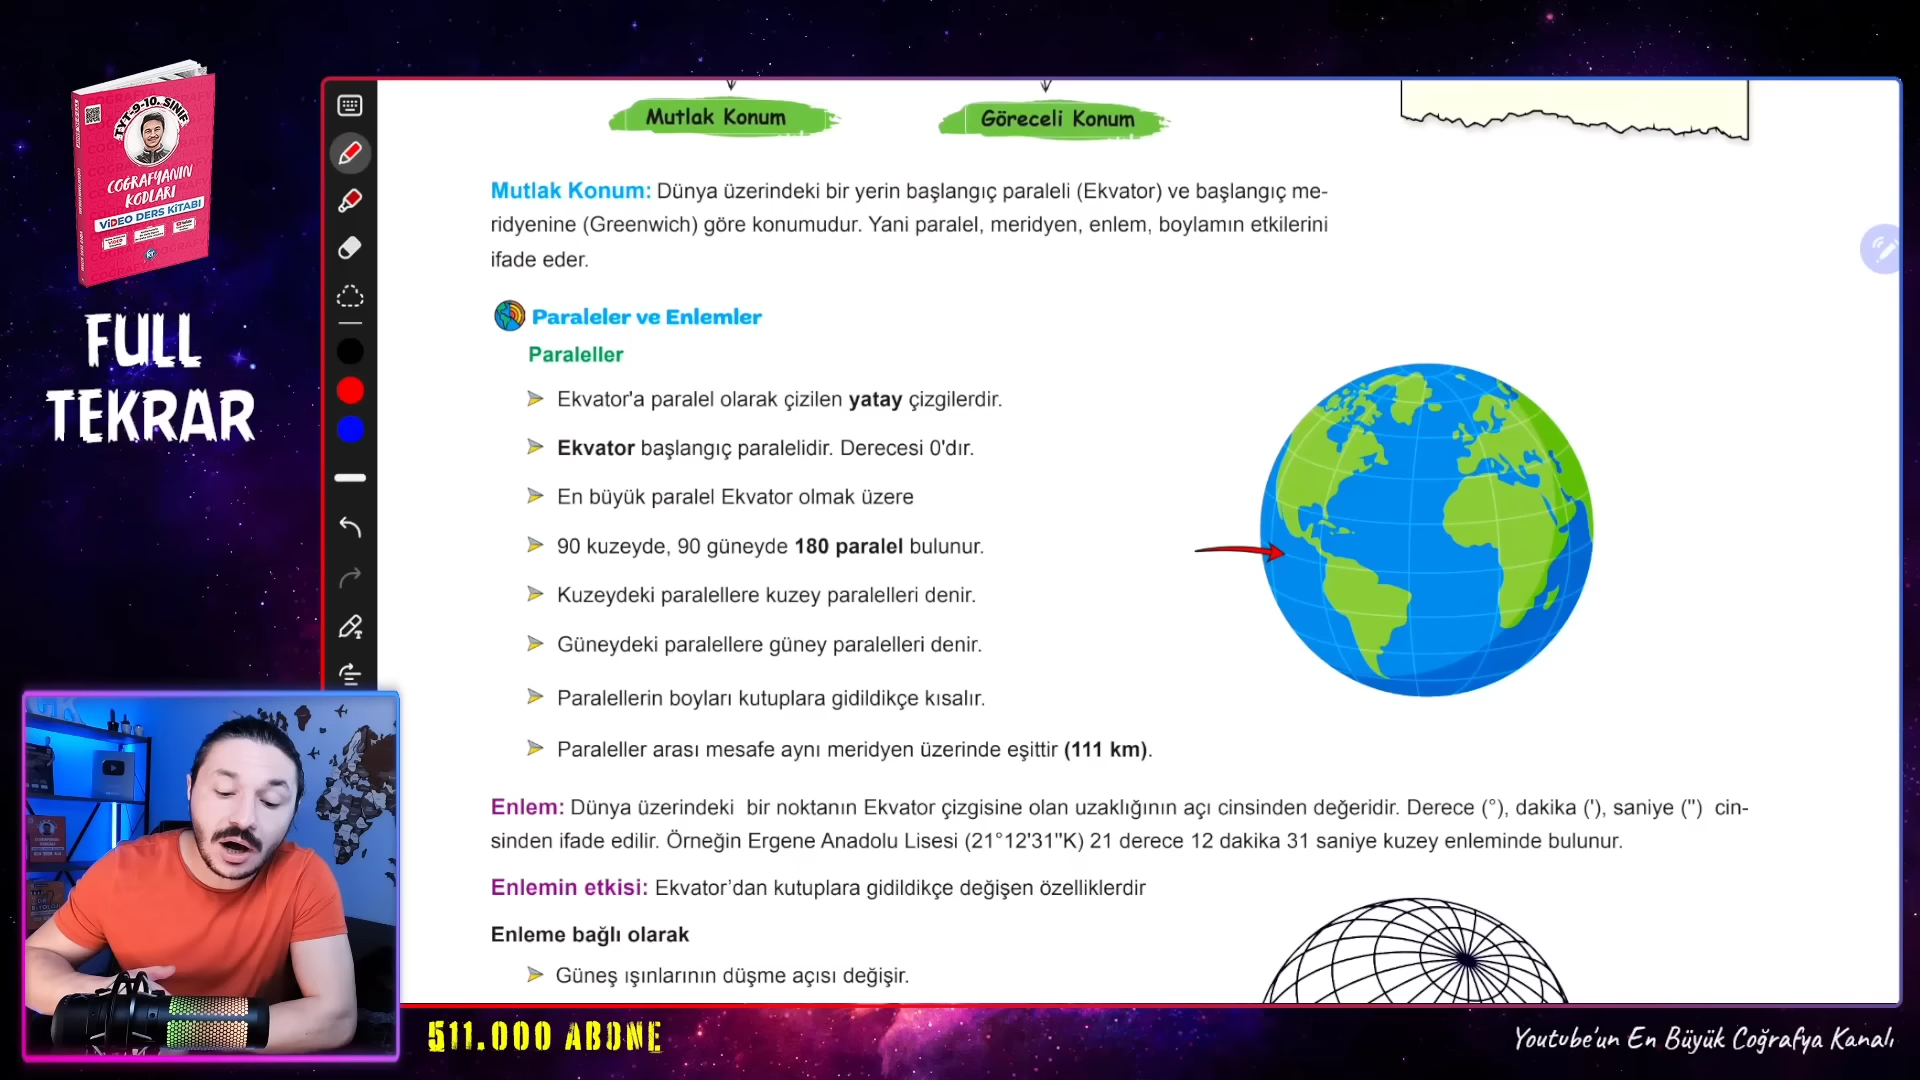 TYT-9-10. SINIF
COĞRAFYANIN
KODLARI
VİDEO DERS KİTABI
FULL
TEKRAR
Mutlak Konum
Göreceli Konum
Mutlak Konum: Dünya üzerindeki bir yerin başlangıç paraleli (Ekvator) ve başlangıç me-
ridyenine (Greenwich) göre konumudur. Yani paralel, meridyen, enlem, boylamın etkilerini
ifade eder.
Paraleler ve Enlemler
Paraleller
Ekvator'a paralel olarak çizilen yatay çizgilerdir.
Ekvator başlangıç paralelidir. Derecesi 0'dır.
En büyük paralel Ekvator olmak üzere
90 kuzeyde, 90 güneyde 180 paralel bulunur.
Kuzeydeki paralellere kuzey paralelleri denir.
Güneydeki paralellere güney paralelleri denir.
Paralellerin boyları kutuplara gidildikçe kısalır.
Paraleller arası mesafe aynı meridyen üzerinde eşittir (111 km).
Enlem: Dünya üzerindeki bir noktanın Ekvator çizgisine olan uzaklığının açı cinsinden değeridir. Derece (°), dakika ('), saniye ('') cin-
sinden ifade edilir. Örneğin Ergene Anadolu Lisesi (21°12'31''K) 21 derece 12 dakika 31 saniye kuzey enleminde bulunur.
Enlemin etkisi: Ekvator’dan kutuplara gidildikçe değişen özelliklerdir
Enleme bağlı olarak
Güneş ışınlarının düşme açısı değişir.
511.000 ABONE
Youtube'un En Büyük Coğrafya Kanalı